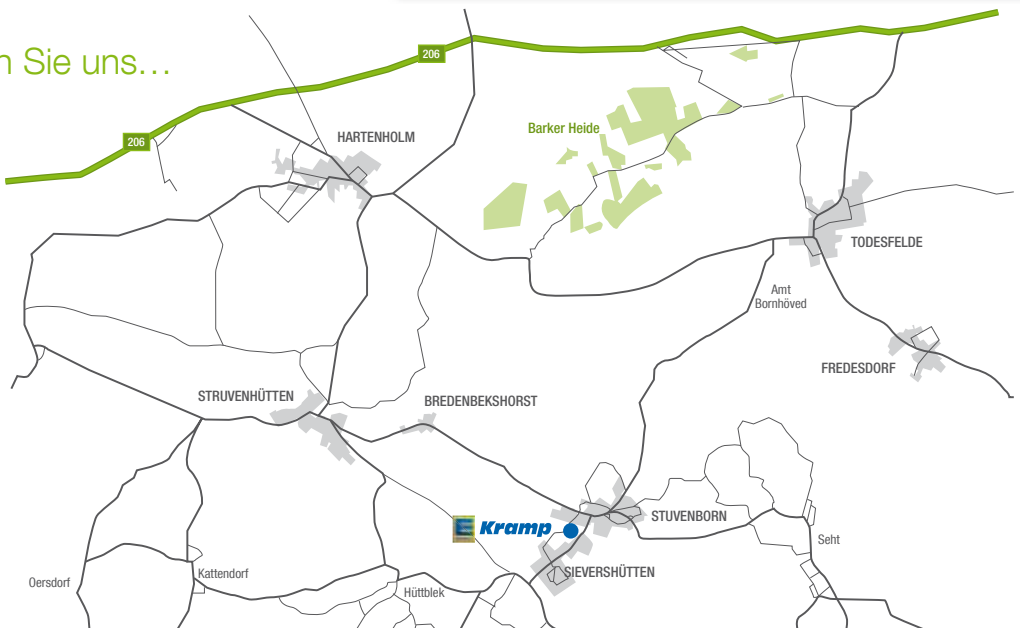 n Sie uns...
206
206
HARTENHOLM
Barker Heide
TODESFELDE
Amt
Bornhöved
FREDESDORF
STRUVENHÜTTEN
BREDENBEKSHORST
E Kramp
STUVENBORN
Seht
SIEVERSHÜTTEN
Oersdorf
Kattendorf
Hüttblek